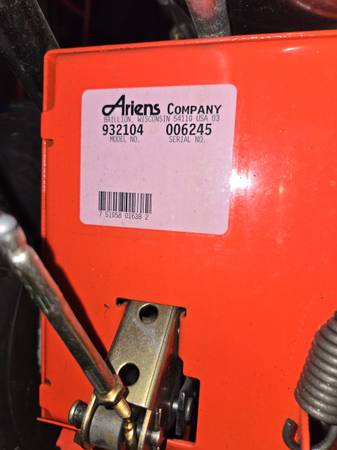 Ariens COMPANY
BRILLION, WISCONSIN 54110 USA 03
932104 006245
MODEL NO. SERIAL NO.
7 51058 01638 2